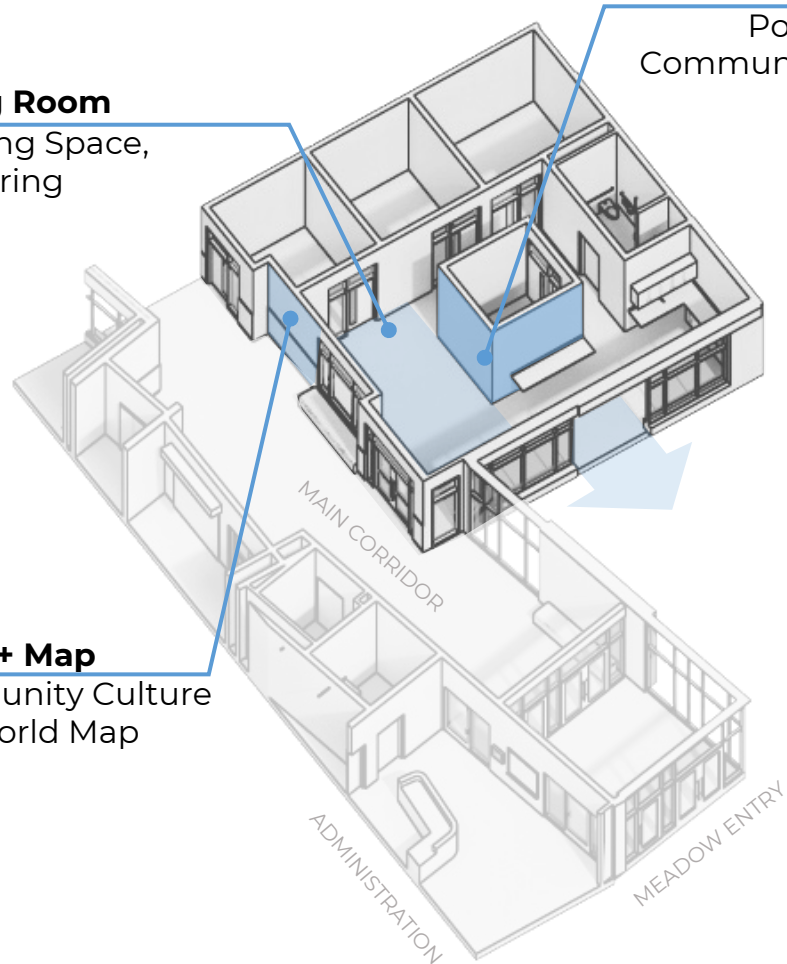 Po
Commun
Room
ng Space,
ring
MAIN CORRIDOR
+ Map
unity Culture
orld Map
ADMINISTRATION
MEADOW ENTRY